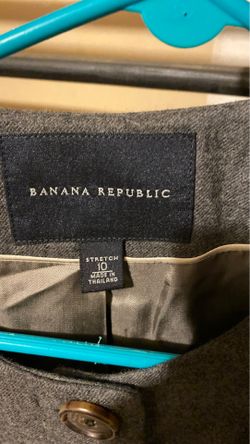 BANANA REPUBLIC
STRETCH
10
MADE IN
THAILAND